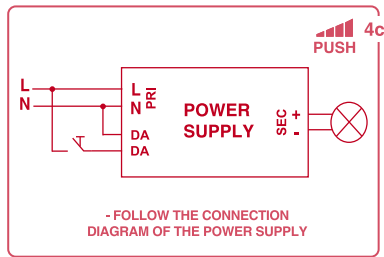 4c
PUSH
L
N
L
N
PRI
DA
DA
POWER
SUPPLY
SEC
+
-
- FOLLOW THE CONNECTION
DIAGRAM OF THE POWER SUPPLY